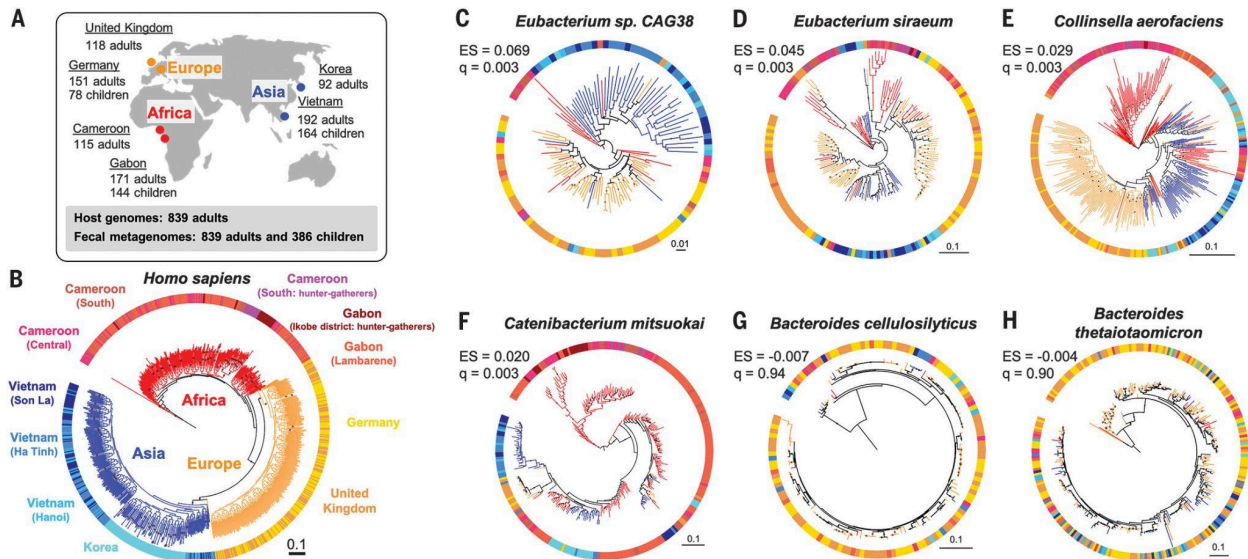 A
United Kingdom
118 adults
Germany
151 adults
78 children
Europe
Asia
Korea
92 adults
Vietnam
192 adults
164 children
Africa
Cameroon
115 adults
Gabon
171 adults
144 children
Host genomes: 839 adults
Fecal metagenomes: 839 adults and 386 children
B
Homo sapiens
Cameroon
(South)
Cameroon
(South: hunter-gatherers)
Gabon
(Ikobe district: hunter-gatherers)
Gabon
(Lambarene)
Cameroon
(Central)
Vietnam
(Son La)
Vietnam
(Ha Tinh)
Vietnam
(Hanoi)
Korea
Germany
United
Kingdom
Africa
Asia
Europe
0.1
C
Eubacterium sp. CAG38
ES = 0.069
q = 0.003
0.01
D
Eubacterium siraeum
ES = 0.045
q = 0.003
0.1
E
Collinsella aerofaciens
ES = 0.029
q = 0.003
0.1
F
Catenibacterium mitsuokai
ES = 0.020
q = 0.003
0.1
G
Bacteroides cellulosilyticus
ES = -0.007
q = 0.94
0.1
H
Bacteroides
thetaiotaomicron
ES = -0.004
q = 0.90
0.1